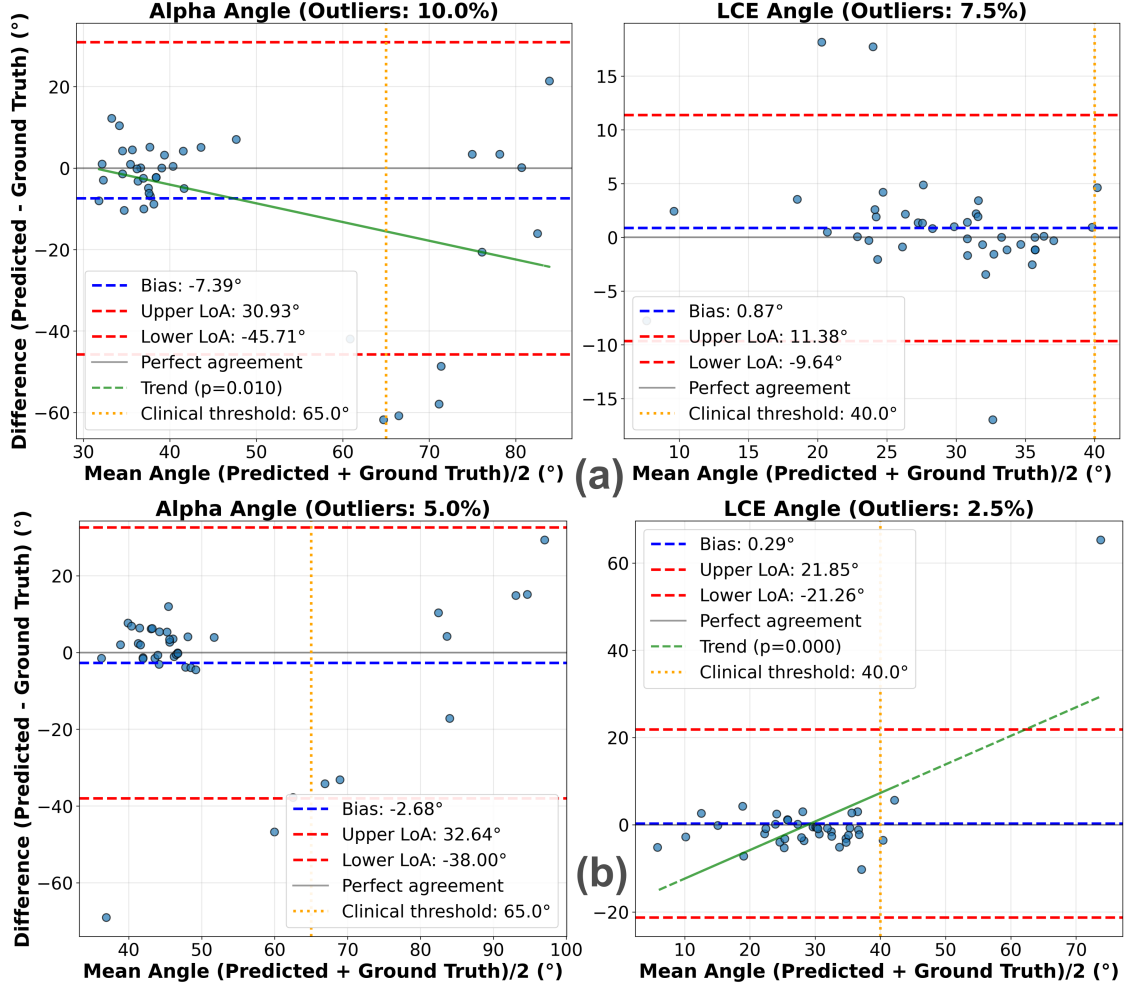 Alpha Angle (Outliers: 10.0%)
LCE Angle (Outliers: 7.5%)
Difference (Predicted - Ground Truth) (°)
20
0
−20
−40
−60
Bias: -7.39°
Upper LoA: 30.93°
Lower LoA: -45.71°
Perfect agreement
Trend (p=0.010)
Clinical threshold: 65.0°
30
40
50
60
70
80
Mean Angle (Predicted + Ground Truth)/2 (°)
15
10
5
0
−5
−10
−15
Bias: 0.87°
Upper LoA: 11.38°
Lower LoA: -9.64°
Perfect agreement
Clinical threshold: 40.0°
10
15
20
25
30
35
40
Mean Angle (Predicted + Ground Truth)/2 (°)
(a)
Alpha Angle (Outliers: 5.0%)
LCE Angle (Outliers: 2.5%)
Difference (Predicted - Ground Truth) (°)
20
0
−20
−40
−60
Bias: -2.68°
Upper LoA: 32.64°
Lower LoA: -38.00°
Perfect agreement
Clinical threshold: 65.0°
40
50
60
70
80
90
100
Mean Angle (Predicted + Ground Truth)/2 (°)
60
40
20
0
−20
Bias: 0.29°
Upper LoA: 21.85°
Lower LoA: -21.26°
Perfect agreement
Trend (p=0.000)
Clinical threshold: 40.0°
10
20
30
40
50
60
70
Mean Angle (Predicted + Ground Truth)/2 (°)
(b)